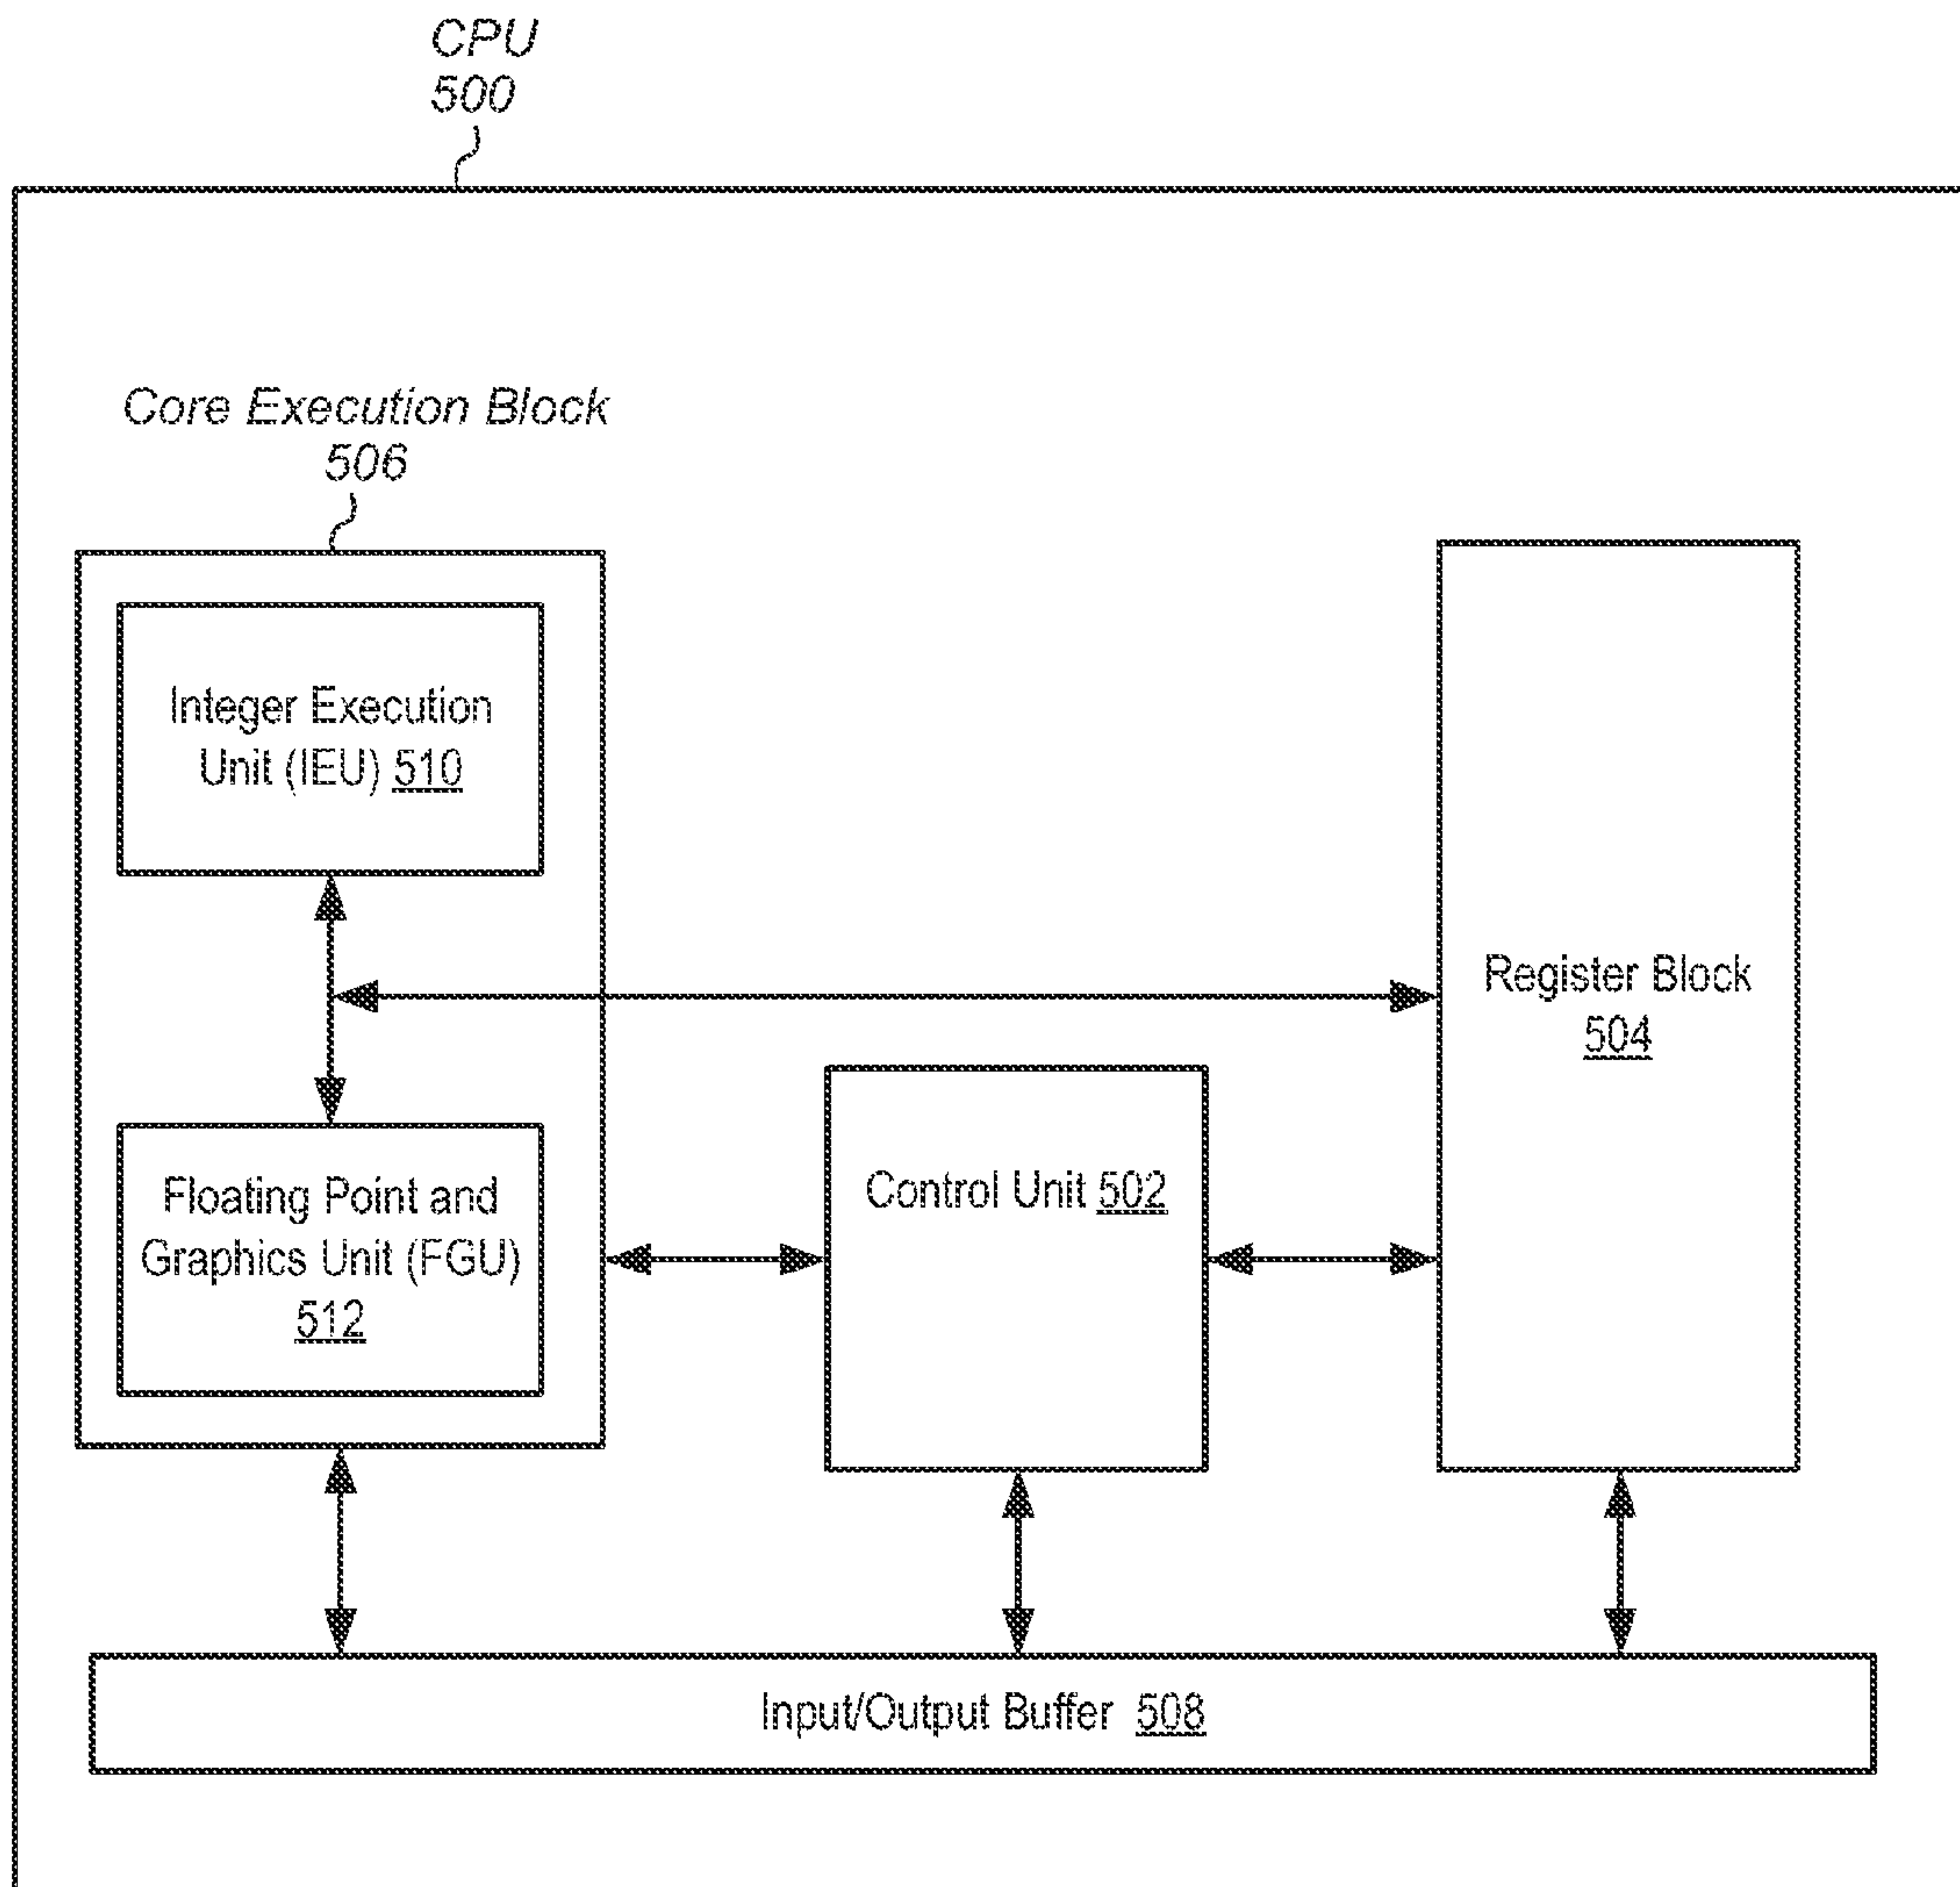 CPU
500
Core Execution Block
506
Integer Execution
Unit (IEU) 510
Register Block
504
Control Unit 502
Floating Point and
Graphics Unit (FGU)
512
Input/Output Buffer 508